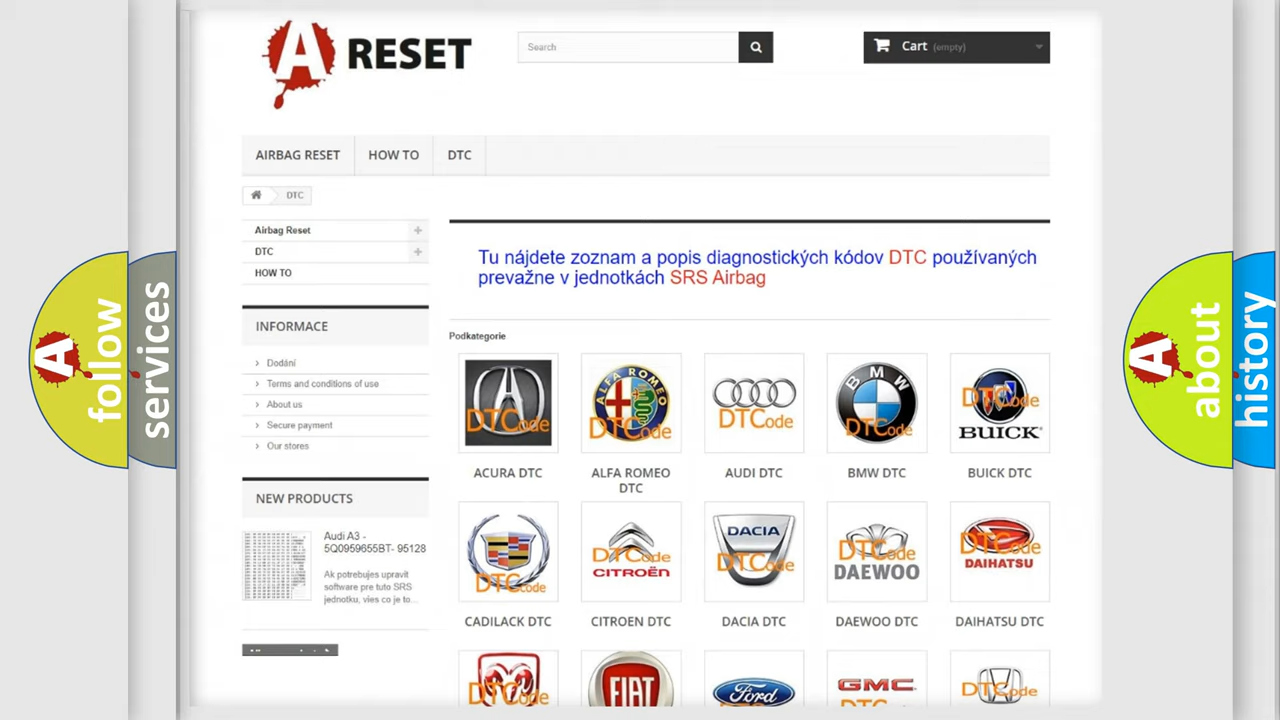 A RESET
Search
Cart (empty)
AIRBAG RESET
HOW TO
DTC
DTC
Airbag Reset
DTC
HOW TO
Tu nájdete zoznam a popis diagnostických kódov DTC používaných
prevažne v jednotkách SRS Airbag
INFORMACE
Dodání
Terms and conditions of use
About us
Secure payment
Our stores
Podkategorie
DTCode
ALFA ROMEO
DTCode
DTCode
BMW
DTCode
DTCode
BUICK
ACURA DTC
ALFA ROMEO
DTC
AUDI DTC
BMW DTC
BUICK DTC
NEW PRODUCTS
Audi A3 -
5Q0959655BT- 95128
Ak potrebujes upravit
software pre tuto SRS
jednotku, vies co je to...
DTCode
DTCode
CITROËN
DACIA
DTCode
DTCode
DAEWOO
DTCode
DAIHATSU
CADILACK DTC
CITROEN DTC
DACIA DTC
DAEWOO DTC
DAIHATSU DTC
DTCode
FIAT
Ford
GMC
DTCode
A follow
services
A about
history